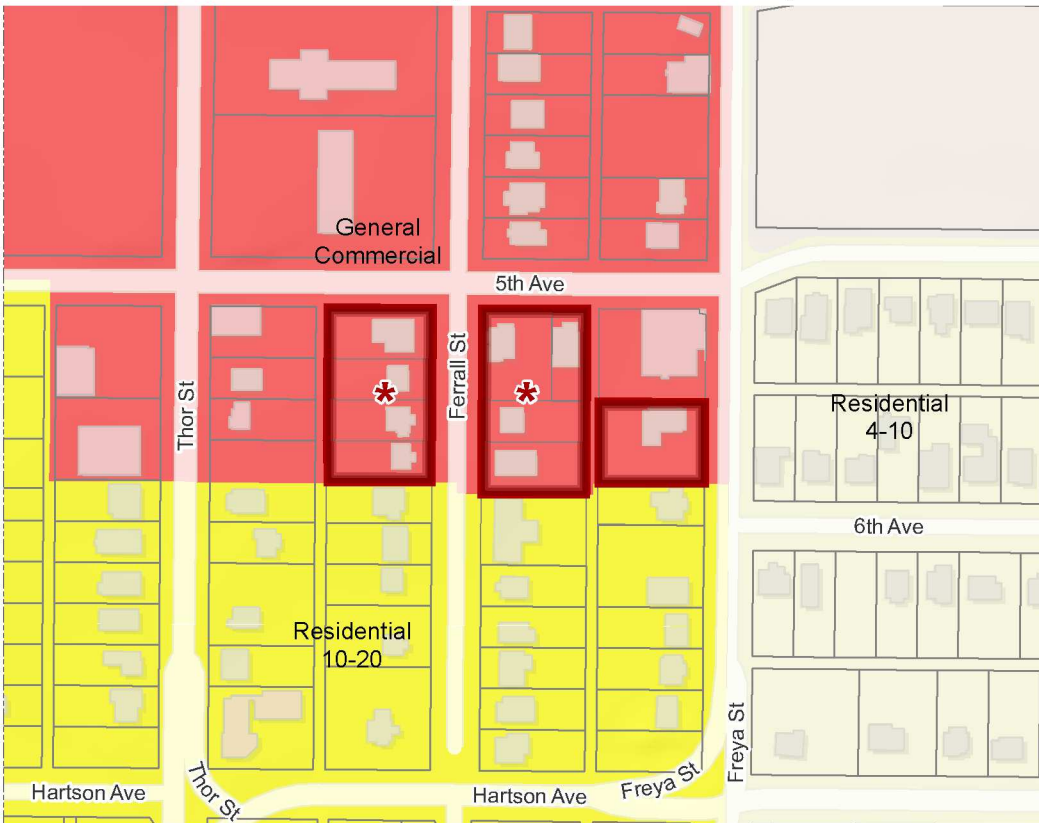 General
Commercial
5th Ave
Ferrall St
Thor St
*
*
Residential
4-10
6th Ave
Residential
10-20
Freya St
Hartson Ave
Thor St
Hartson Ave
Freya St